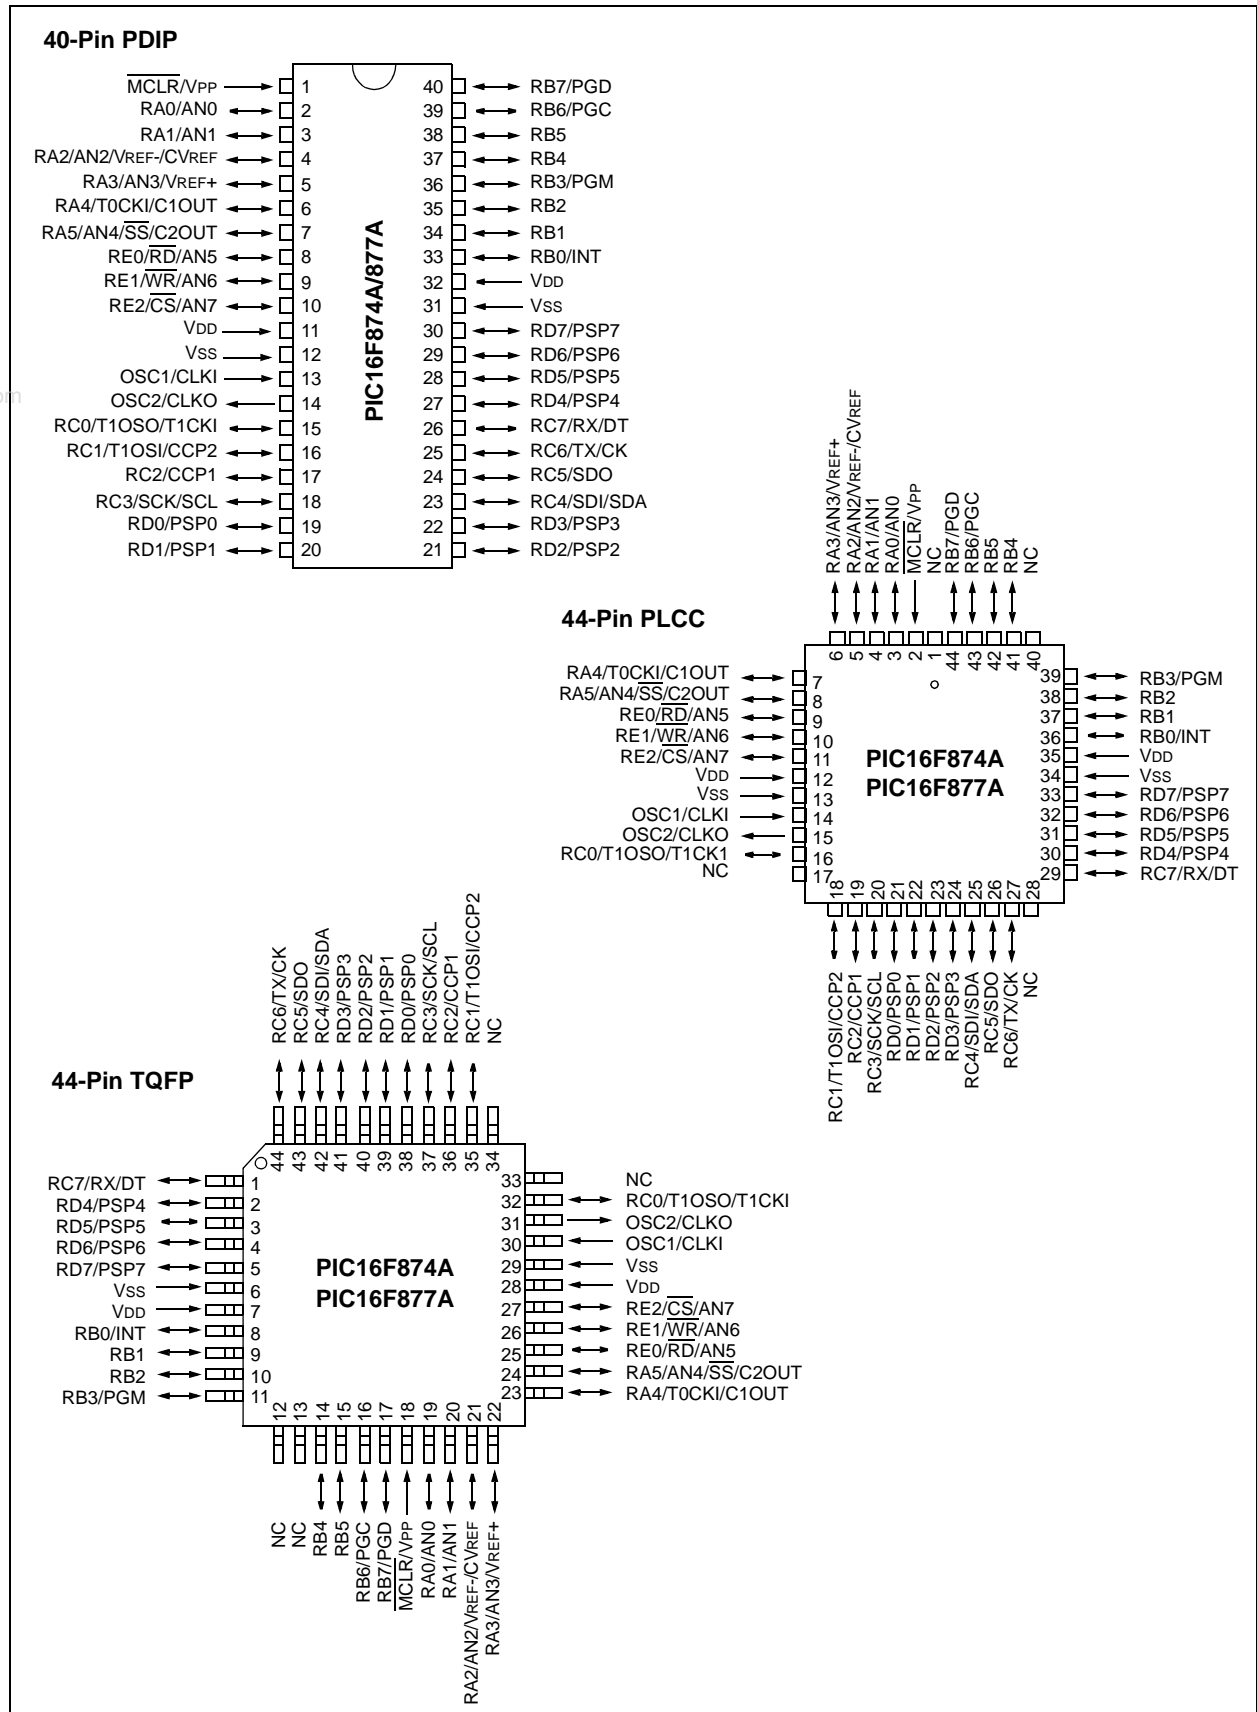 40-Pin PDIP
MCLR/VPP 1 40 RB7/PGD
RA0/AN0 2 39 RB6/PGC
RA1/AN1 3 38 RB5
RA2/AN2/VREF-/CVREF 4 37 RB4
RA3/AN3/VREF+ 5 36 RB3/PGM
RA4/T0CKI/C1OUT 6 35 RB2
RA5/AN4/SS/C2OUT 7 34 RB1
RE0/RD/AN5 8 33 RB0/INT
RE1/WR/AN6 9 32 VDD
RE2/CS/AN7 10 31 VSS
VDD 11 30 RD7/PSP7
VSS 12 29 RD6/PSP6
OSC1/CLKI 13 28 RD5/PSP5
OSC2/CLKO 14 27 RD4/PSP4
RC0/T1OSO/T1CKI 15 26 RC7/RX/DT
RC1/T1OSI/CCP2 16 25 RC6/TX/CK
RC2/CCP1 17 24 RC5/SDO
RC3/SCK/SCL 18 23 RC4/SDI/SDA
RD0/PSP0 19 22 RD3/PSP3
RD1/PSP1 20 21 RD2/PSP2
PIC16F874A/877A
om
44-Pin PLCC
RA3/AN3/VREF+
RA2/AN2/VREF-/CVREF
RA1/AN1
RA0/AN0
MCLR/VPP
NC
RB7/PGD
RB6/PGC
RB5
RB4
NC
6 5 4 3 2 1 44 43 42 41 40
RA4/T0CKI/C1OUT 7 39 RB3/PGM
RA5/AN4/SS/C2OUT 8 38 RB2
RE0/RD/AN5 9 37 RB1
RE1/WR/AN6 10 36 RB0/INT
RE2/CS/AN7 11 35 VDD
VDD 12 34 VSS
VSS 13 33 RD7/PSP7
OSC1/CLKI 14 32 RD6/PSP6
OSC2/CLKO 15 31 RD5/PSP5
RC0/T1OSO/T1CK1 16 30 RD4/PSP4
NC 17 29 RC7/RX/DT
PIC16F874A
PIC16F877A
18 19 20 21 22 23 24 25 26 27 28
RC1/T1OSI/CCP2
RC2/CCP1
RC3/SCK/SCL
RD0/PSP0
RD1/PSP1
RD2/PSP2
RD3/PSP3
RC4/SDI/SDA
RC5/SDO
RC6/TX/CK
NC
44-Pin TQFP
RC6/TX/CK
RC5/SDO
RC4/SDI/SDA
RD3/PSP3
RD2/PSP2
RD1/PSP1
RD0/PSP0
RC3/SCK/SCL
RC2/CCP1
RC1/T1OSI/CCP2
NC
44 43 42 41 40 39 38 37 36 35 34
RC7/RX/DT 1 33 NC
RD4/PSP4 2 32 RC0/T1OSO/T1CKI
RD5/PSP5 3 31 OSC2/CLKO
RD6/PSP6 4 30 OSC1/CLKI
RD7/PSP7 5 29 VSS
VSS 6 28 VDD
VDD 7 27 RE2/CS/AN7
RB0/INT 8 26 RE1/WR/AN6
RB1 9 25 RE0/RD/AN5
RB2 10 24 RA5/AN4/SS/C2OUT
RB3/PGM 11 23 RA4/T0CKI/C1OUT
PIC16F874A
PIC16F877A
12 13 14 15 16 17 18 19 20 21 22
NC
NC
RB4
RB5
RB6/PGC
RB7/PGD
MCLR/VPP
RA0/AN0
RA1/AN1
RA2/AN2/VREF-/CVREF
RA3/AN3/VREF+